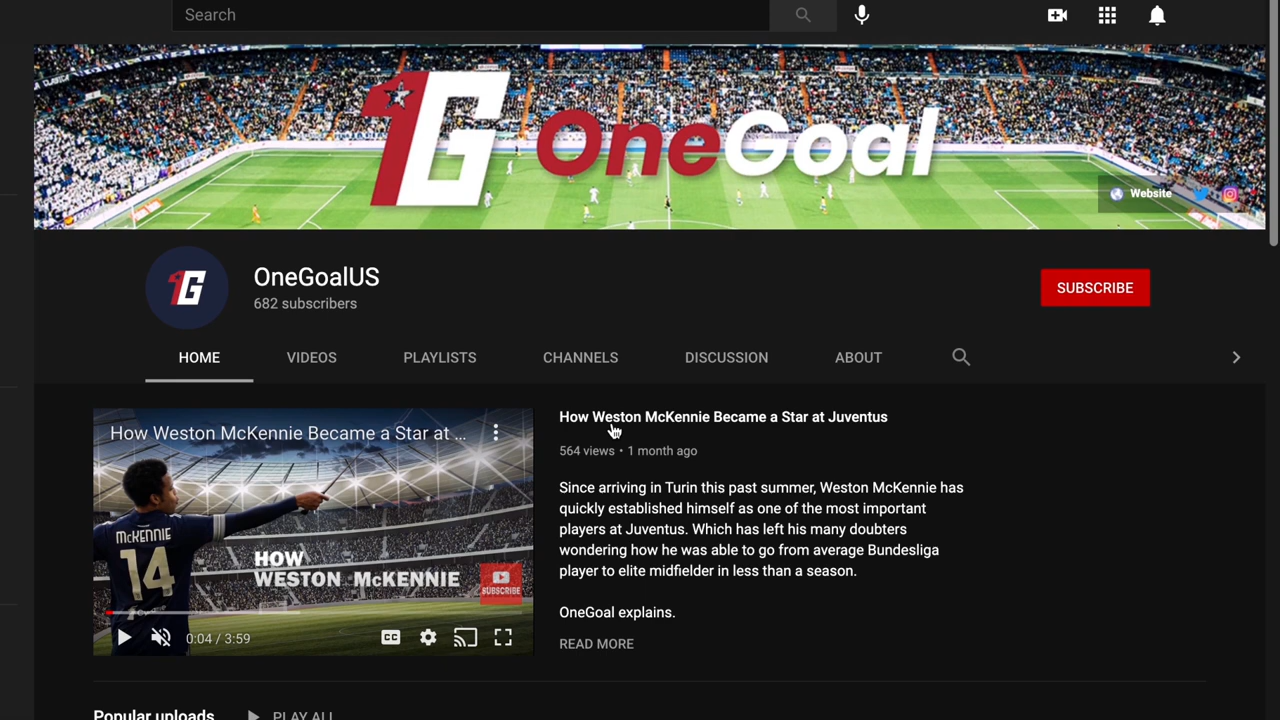 Search
1G OneGoal
Website
OneGoalUS
682 subscribers
SUBSCRIBE
HOME VIDEOS PLAYLISTS CHANNELS DISCUSSION ABOUT
How Weston McKennie Became a Star at ...
McKENNIE
14
HOW
WESTON McKENNIE
SUBSCRIBE
0:04 / 3:59
CC
How Weston McKennie Became a Star at Juventus
564 views • 1 month ago
Since arriving in Turin this past summer, Weston McKennie has
quickly established himself as one of the most important
players at Juventus. Which has left his many doubters
wondering how he was able to go from average Bundesliga
player to elite midfielder in less than a season.
OneGoal explains.
READ MORE
Popular uploads PLAY ALL